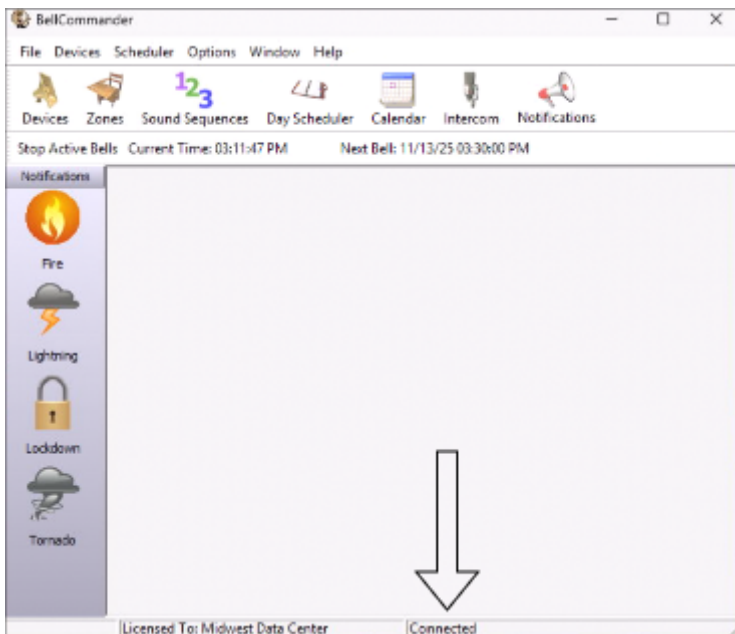 BellCommander
File Devices Scheduler Options Window Help
123
Devices Zones Sound Sequences Day Scheduler Calendar Intercom Notifications
Stop Active Bells Current Time: 03:11:47 PM Next Bell: 11/13/25 03:30:00 PM
Notifications
Fire
Lightning
Lockdown
Tornado
Licensed To: Midwest Data Center Connected